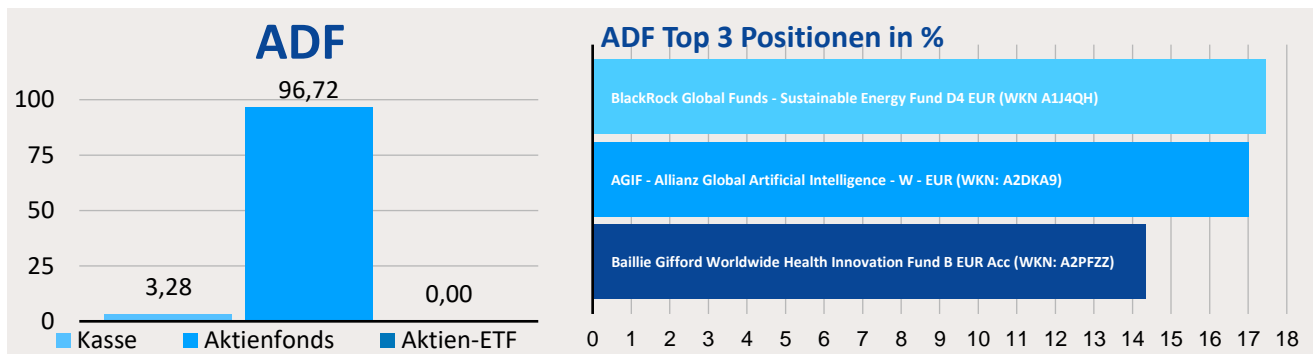 ADF
96,72
100
75
50
25
3,28
0,00
0
Kasse Aktienfonds Aktien-ETF
ADF Top 3 Positionen in %
BlackRock Global Funds - Sustainable Energy Fund D4 EUR (WKN A1J4QH)
AGIF - Allianz Global Artificial Intelligence - W - EUR (WKN: A2DKA9)
Baillie Gifford Worldwide Health Innovation Fund B EUR Acc (WKN: A2PFZZ)
0 1 2 3 4 5 6 7 8 9 10 11 12 13 14 15 16 17 18